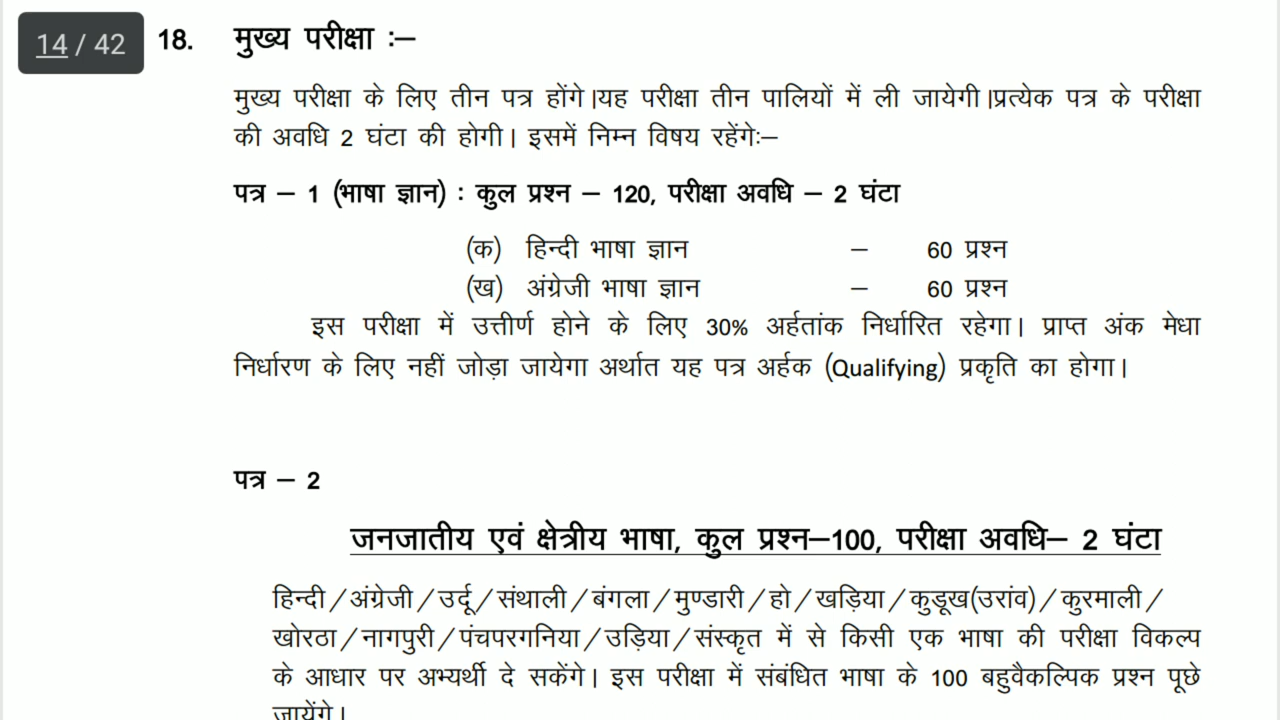 14 / 42
18. मुख्य परीक्षा :–
मुख्य परीक्षा के लिए तीन पत्र होंगे।यह परीक्षा तीन पालियों में ली जायेगी।प्रत्येक पत्र के परीक्षा
की अवधि 2 घंटा की होगी। इसमें निम्न विषय रहेंगेः–
पत्र – 1 (भाषा ज्ञान) : कुल प्रश्न – 120, परीक्षा अवधि – 2 घंटा
(क) हिन्दी भाषा ज्ञान – 60 प्रश्न
(ख) अंग्रेजी भाषा ज्ञान – 60 प्रश्न
इस परीक्षा में उत्तीर्ण होने के लिए 30% अर्हतांक निर्धारित रहेगा। प्राप्त अंक मेधा
निर्धारण के लिए नहीं जोड़ा जायेगा अर्थात यह पत्र अर्हक (Qualifying) प्रकृति का होगा।
पत्र – 2
जनजातीय एवं क्षेत्रीय भाषा, कुल प्रश्न–100, परीक्षा अवधि– 2 घंटा
हिन्दी/अंग्रेजी/उर्दू/संथाली/बंगला/मुण्डारी/हो/खड़िया/कुडूख(उरांव)/कुरमाली/
खोरठा/नागपुरी/पंचपरगनिया/उड़िया/संस्कृत में से किसी एक भाषा की परीक्षा विकल्प
के आधार पर अभ्यर्थी दे सकेंगे। इस परीक्षा में संबंधित भाषा के 100 बहुवैकल्पिक प्रश्न पूछे
जायेंगे।